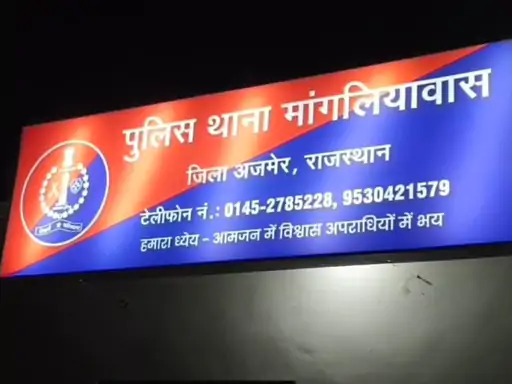 पुलिस थाना मांगलियावास
जिला अजमेर, राजस्थान
टेलीफोन नं.: 0145-2785228, 9530421579
हमारा ध्येय - आमजन में विश्वास अपराधियों में भय